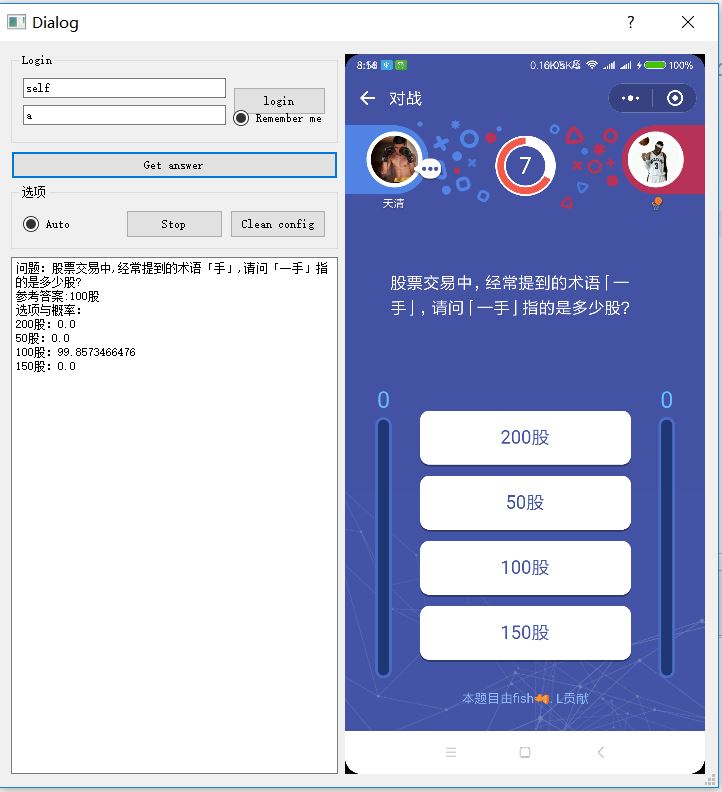 Dialog
Login
self
a
login
Remember me
Get answer
选项
Auto
Stop
Clean config
问题：股票交易中,经常提到的术语「手」,请问「一手」指
的是多少股?
参考答案:100股
选项与概率：
200股：0.0
50股：0.0
100股：99.8573466476
150股：0.0
100%
对战
7
天清
股票交易中，经常提到的术语「一
手」，请问「一手」指的是多少股？
0
0
200股
50股
100股
150股
本题目由fish🐠. L贡献